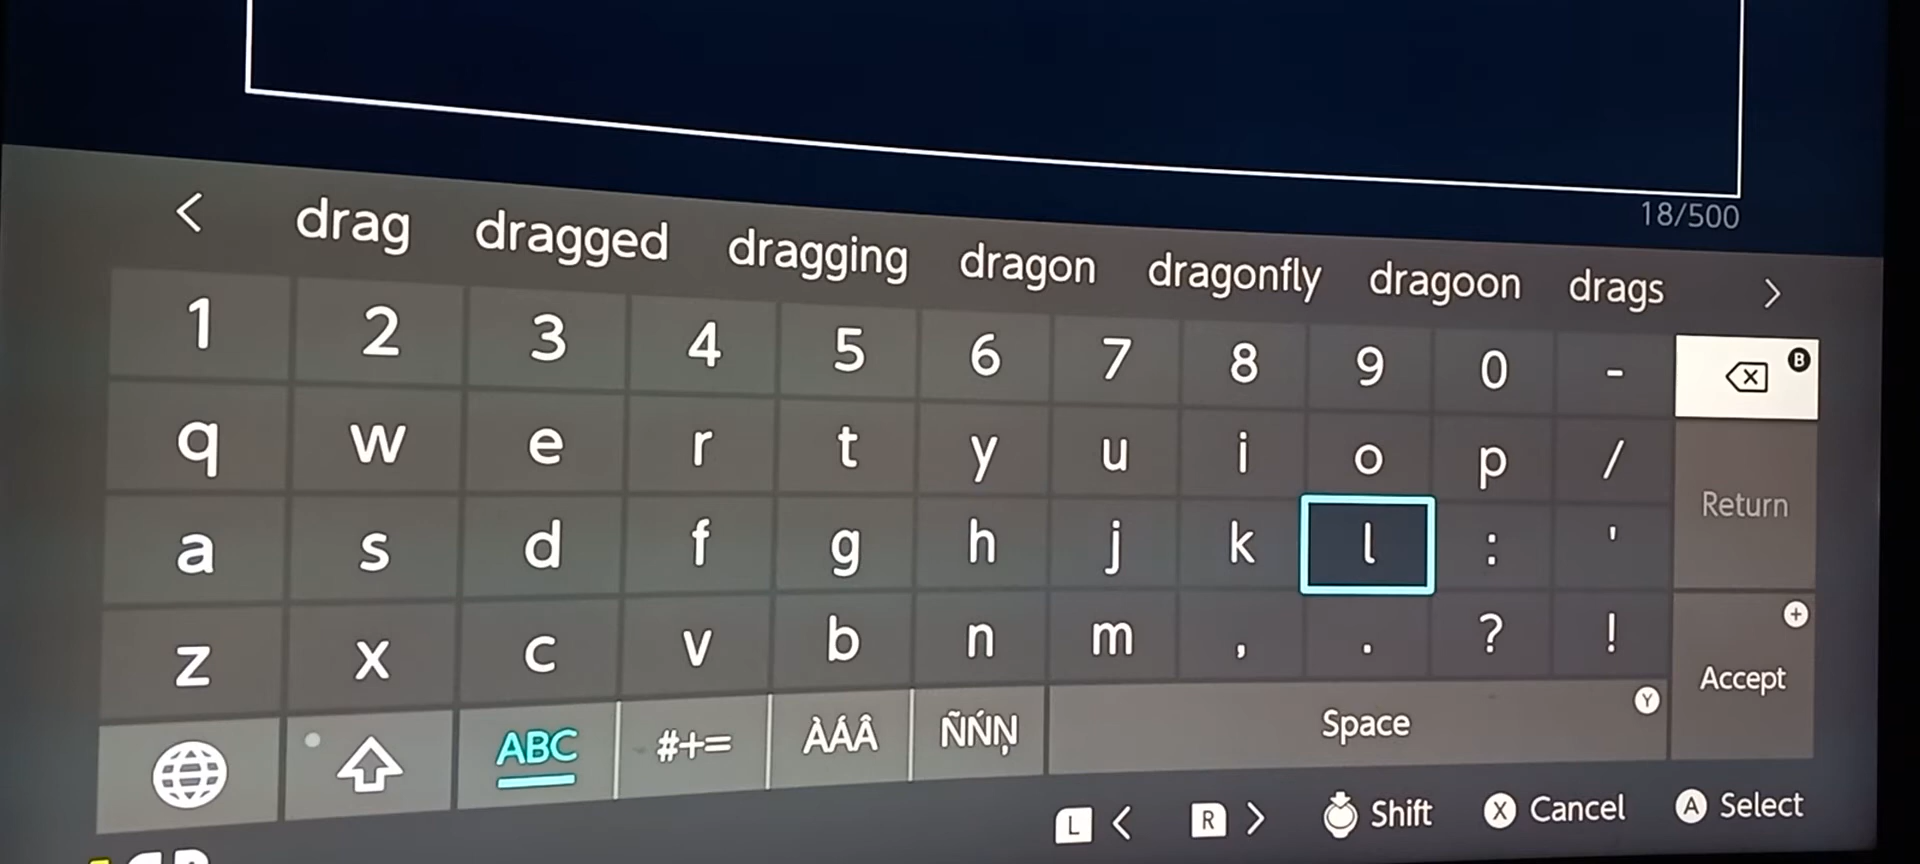 18/500
< drag dragged dragging dragon dragonfly dragoon drags >
1 2 3 4 5 6 7 8 9 0 - B
q w e r t y u i o p /
Return
a s d f g h j k l : '
z x c v b n m , . ? ! +
Accept
ABC #+= ÀÁÂ ÑŃŅ Space Y
L < R > Shift X Cancel A Select